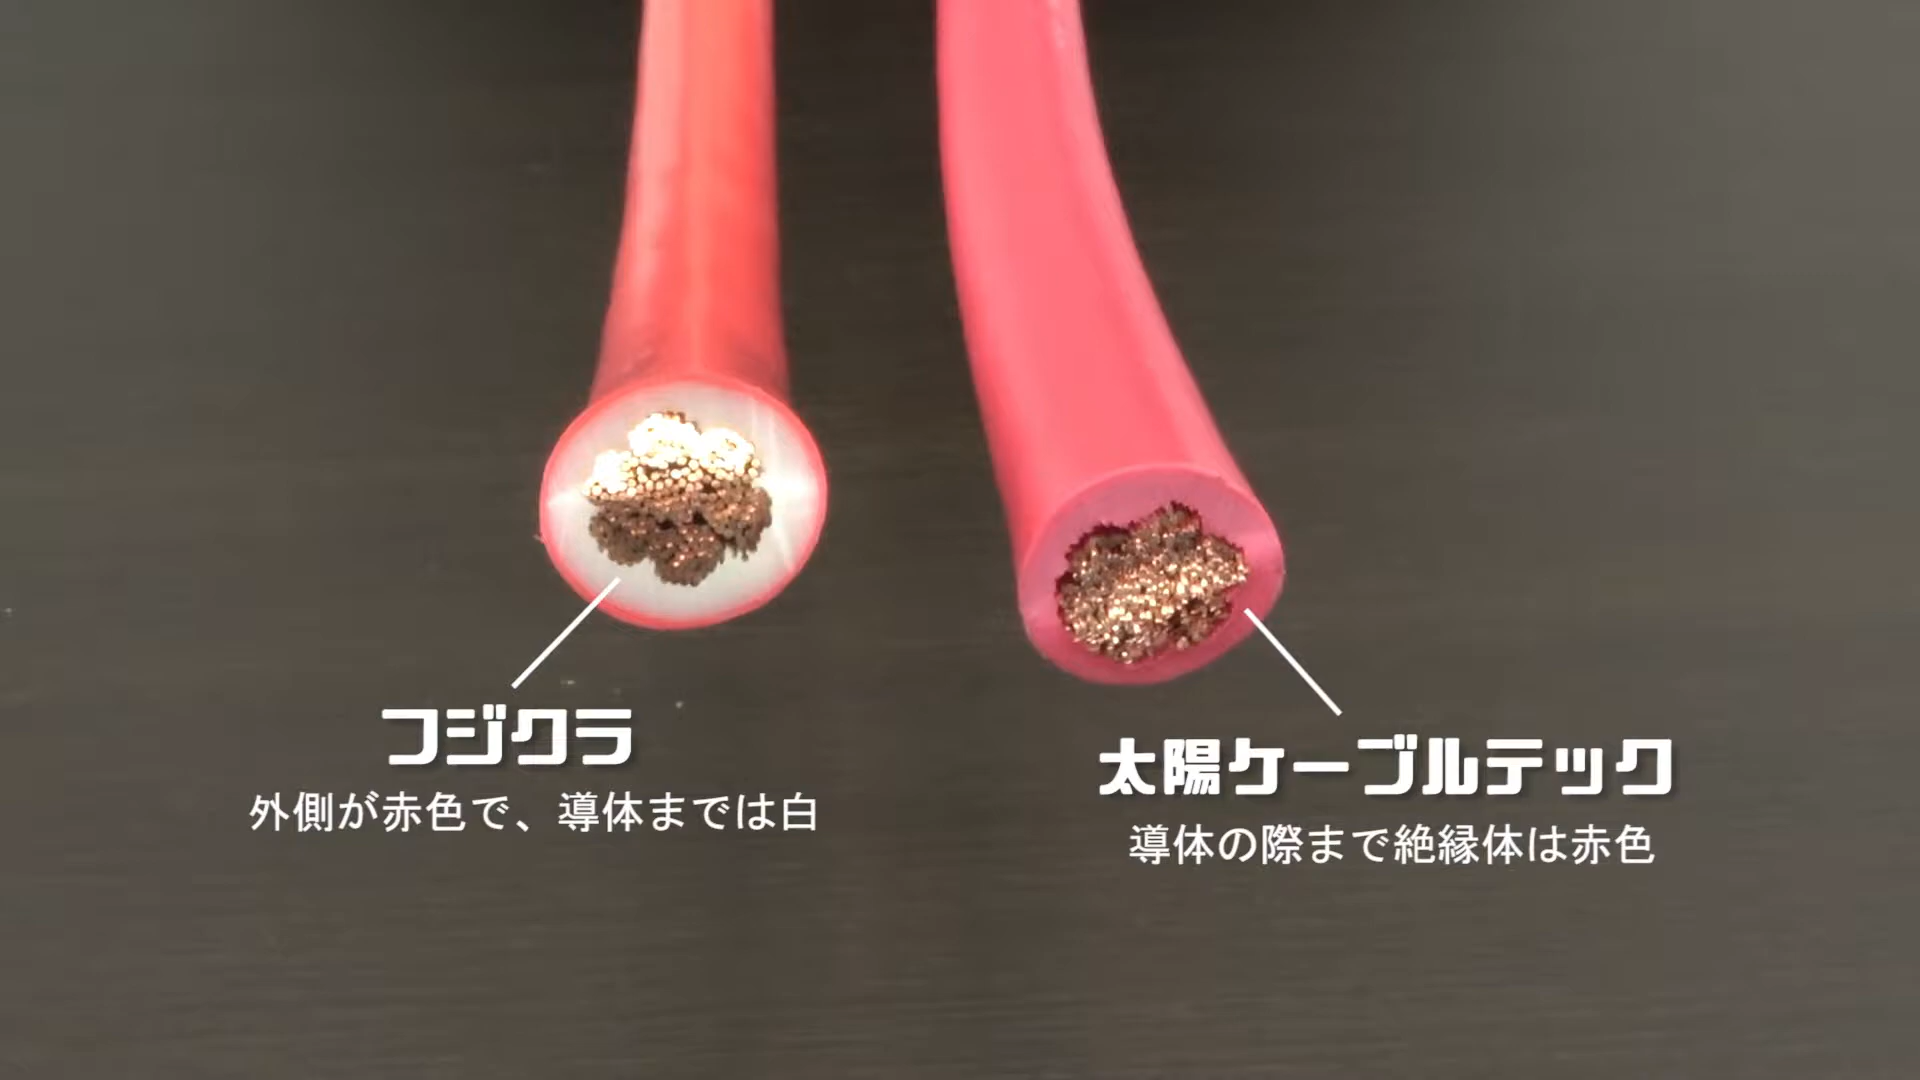 フジクラ
外側が赤色で、導体までは白
太陽ケーブルテック
導体の際まで絶縁体は赤色